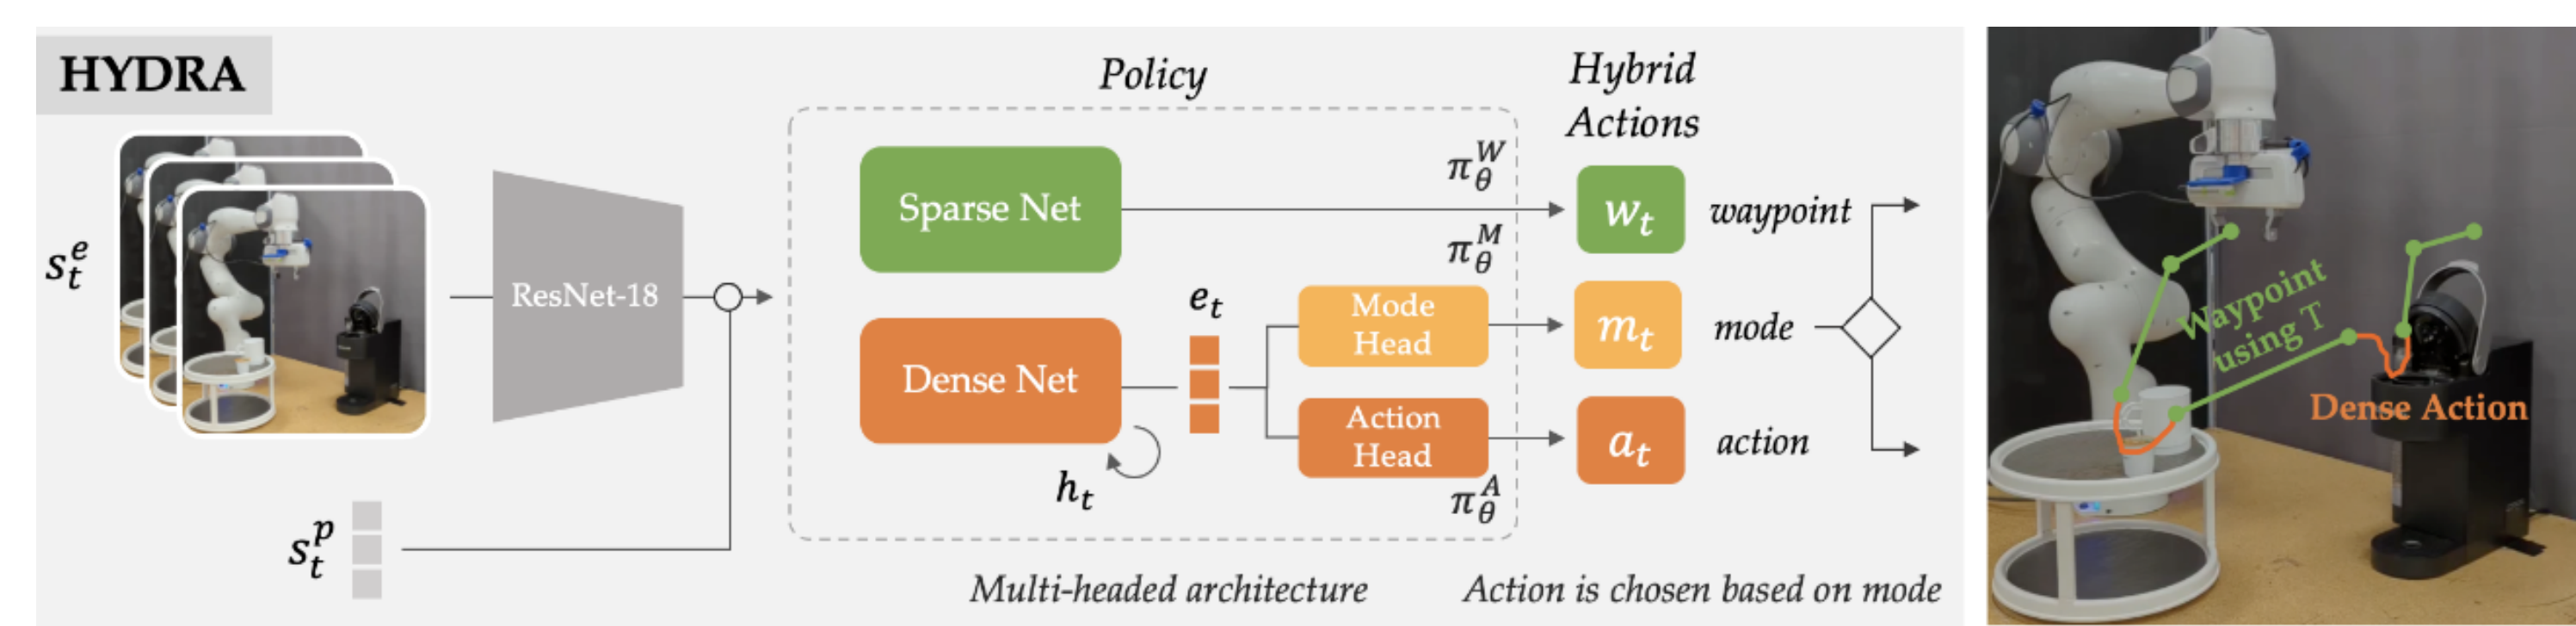 HYDRA
Policy
Hybrid
Actions
s_t^e
ResNet-18
Sparse Net
π_θ^W
w_t
waypoint
π_θ^M
Dense Net
e_t
Mode
Head
m_t
mode
h_t
Action
Head
a_t
action
π_θ^A
s_t^p
Multi-headed architecture
Action is chosen based on mode
Waypoint
using T
Dense Action